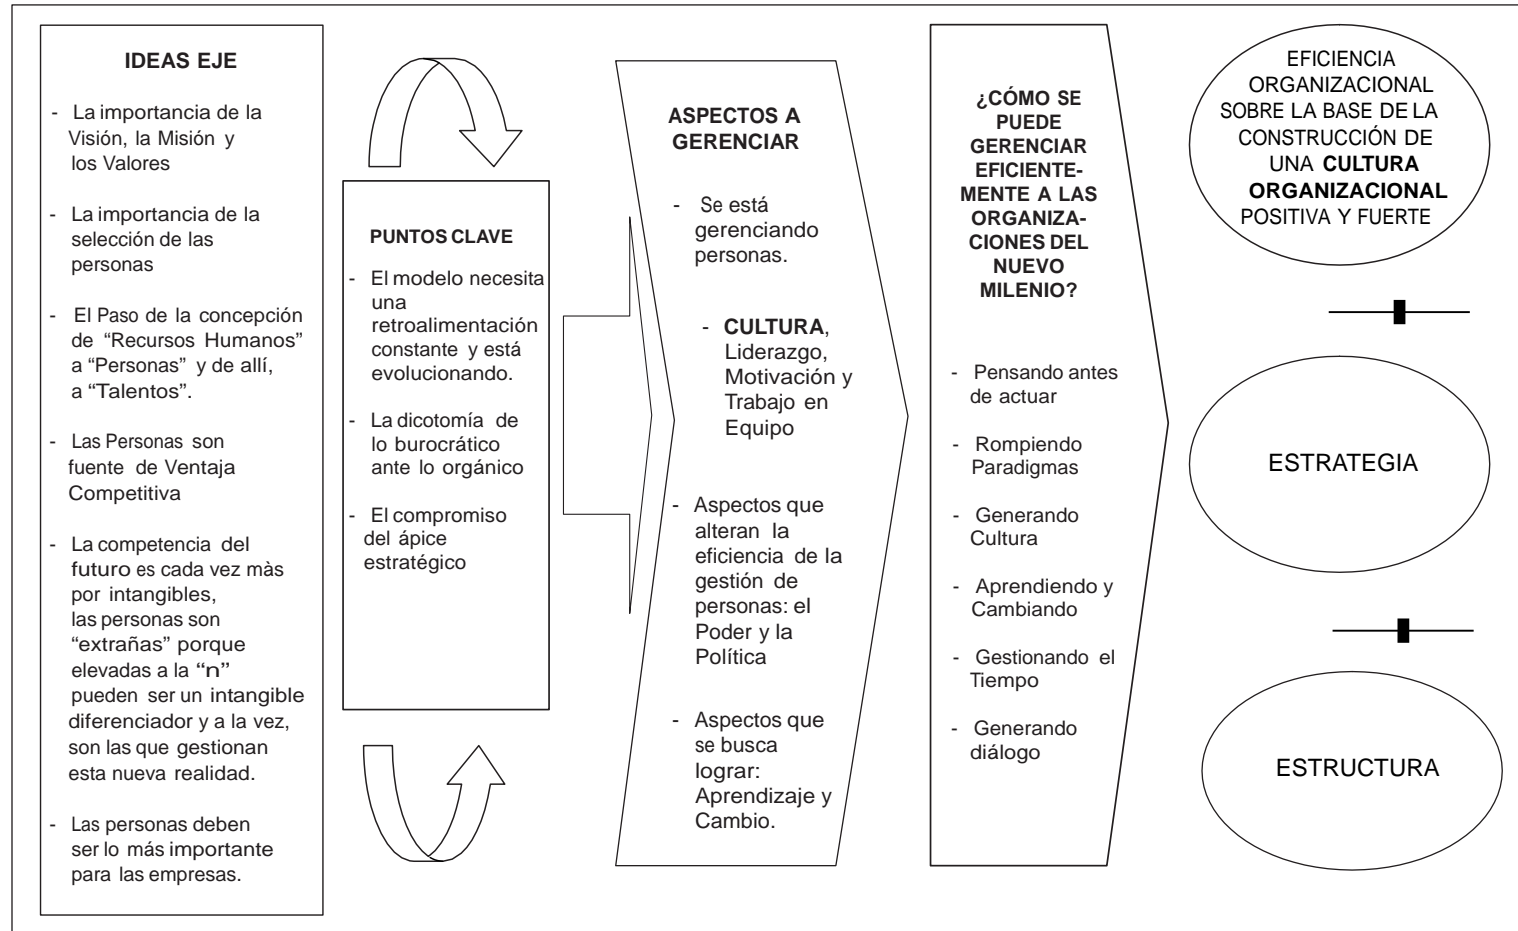 IDEAS EJE
- La importancia de la
Visión, la Misión y
los Valores
- La importancia de la
selección de las
personas
- El Paso de la concepción
de “Recursos Humanos”
a “Personas” y de allí,
a “Talentos”.
- Las Personas son
fuente de Ventaja
Competitiva
- La competencia del
futuro es cada vez màs
por intangibles,
las personas son
“extrañas” porque
elevadas a la “n”
pueden ser un intangible
diferenciador y a la vez,
son las que gestionan
esta nueva realidad.
- Las personas deben
ser lo más importante
para las empresas.
PUNTOS CLAVE
- El modelo necesita
una
retroalimentación
constante y está
evolucionando.
- La dicotomía de
lo burocrático
ante lo orgánico
- El compromiso
del ápice
estratégico
ASPECTOS A
GERENCIAR
- Se está
gerenciando
personas.
- CULTURA,
Liderazgo,
Motivación y
Trabajo en
Equipo
- Aspectos que
alteran la
eficiencia de la
gestión de
personas: el
Poder y la
Política
- Aspectos que
se busca
lograr:
Aprendizaje y
Cambio.
¿CÓMO SE
PUEDE
GERENCIAR
EFICIENTE-
MENTE A LAS
ORGANIZA-
CIONES DEL
NUEVO
MILENIO?
- Pensando antes
de actuar
- Rompiendo
Paradigmas
- Generando
Cultura
- Aprendiendo y
Cambiando
- Gestionando el
Tiempo
- Generando
diálogo
EFICIENCIA
ORGANIZACIONAL
SOBRE LA BASE DE LA
CONSTRUCCIÓN DE
UNA CULTURA
ORGANIZACIONAL
POSITIVA Y FUERTE
ESTRATEGIA
ESTRUCTURA